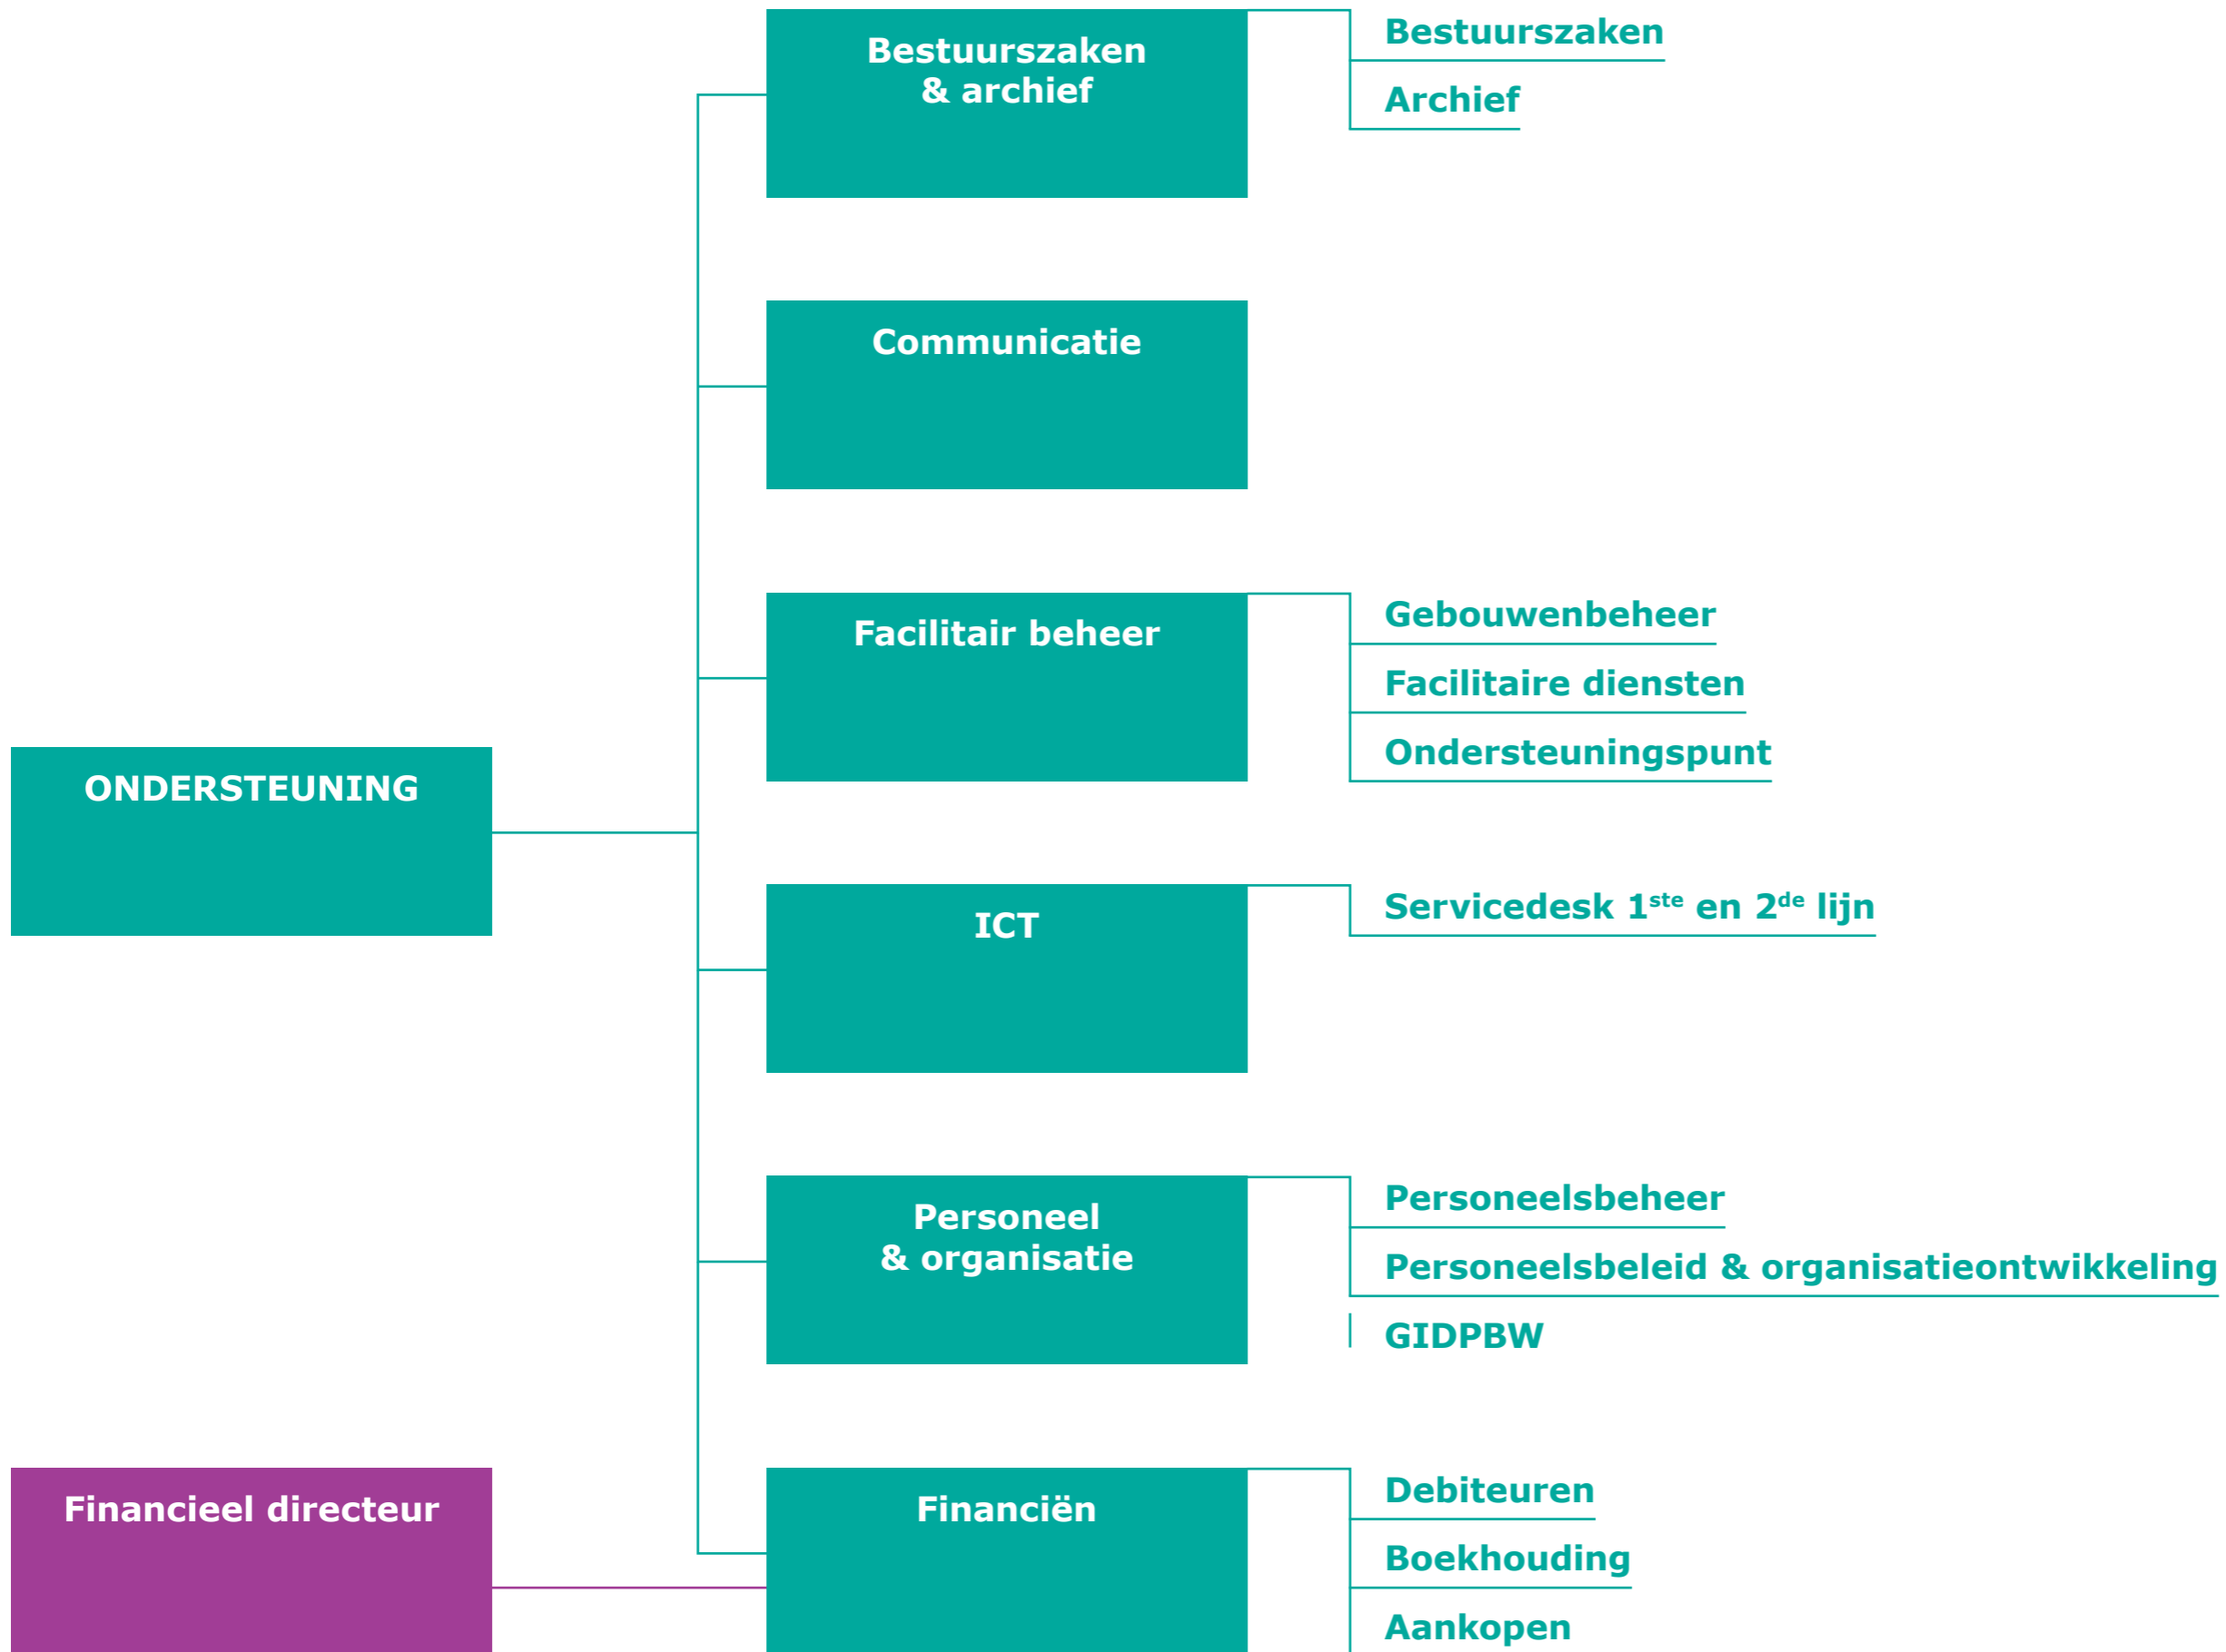 Bestuurszaken
& archief
Bestuurszaken
Archief
Communicatie
Facilitair beheer
Gebouwenbeheer
Facilitaire diensten
Ondersteuningspunt
ONDERSTEUNING
ICT
Servicedesk 1ste en 2de lijn
Personeel
& organisatie
Personeelsbeheer
Personeelsbeleid & organisatieontwikkeling
GIDPBW
Financieel directeur
Financiën
Debiteuren
Boekhouding
Aankopen